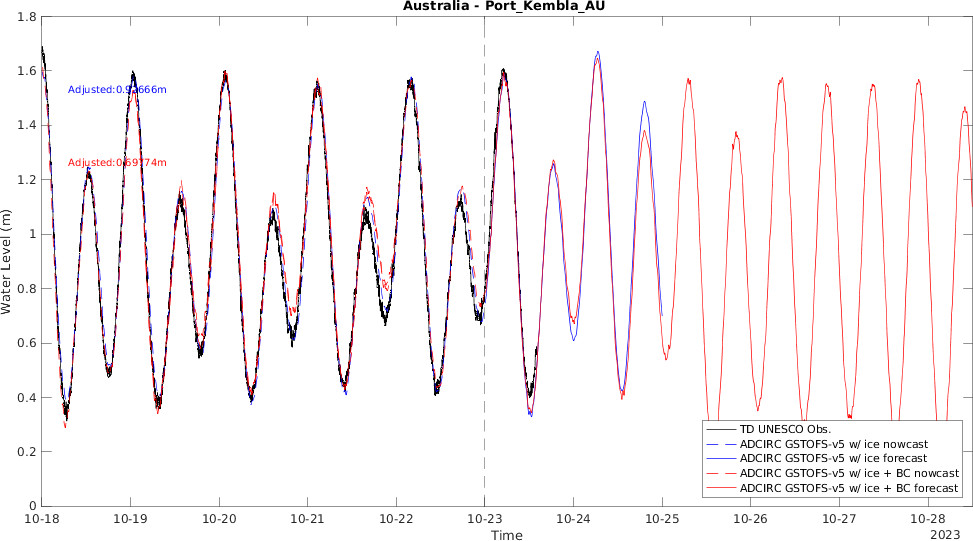 Australia - Port_Kembla_AU
1.8
1.6
1.4
1.2
1
0.8
0.6
0.4
0.2
0
Water Level (m)
Adjusted:
Adjusted:
TD UNESCO Obs.
ADCIRC GSTOFS-v5 w/ ice nowcast
ADCIRC GSTOFS-v5 w/ ice forecast
ADCIRC GSTOFS-v5 w/ ice + BC nowcast
ADCIRC GSTOFS-v5 w/ ice + BC forecast
10-18 10-19 10-20 10-21 10-22 10-23 10-24 10-25 10-26 10-27 10-28
Time
2023